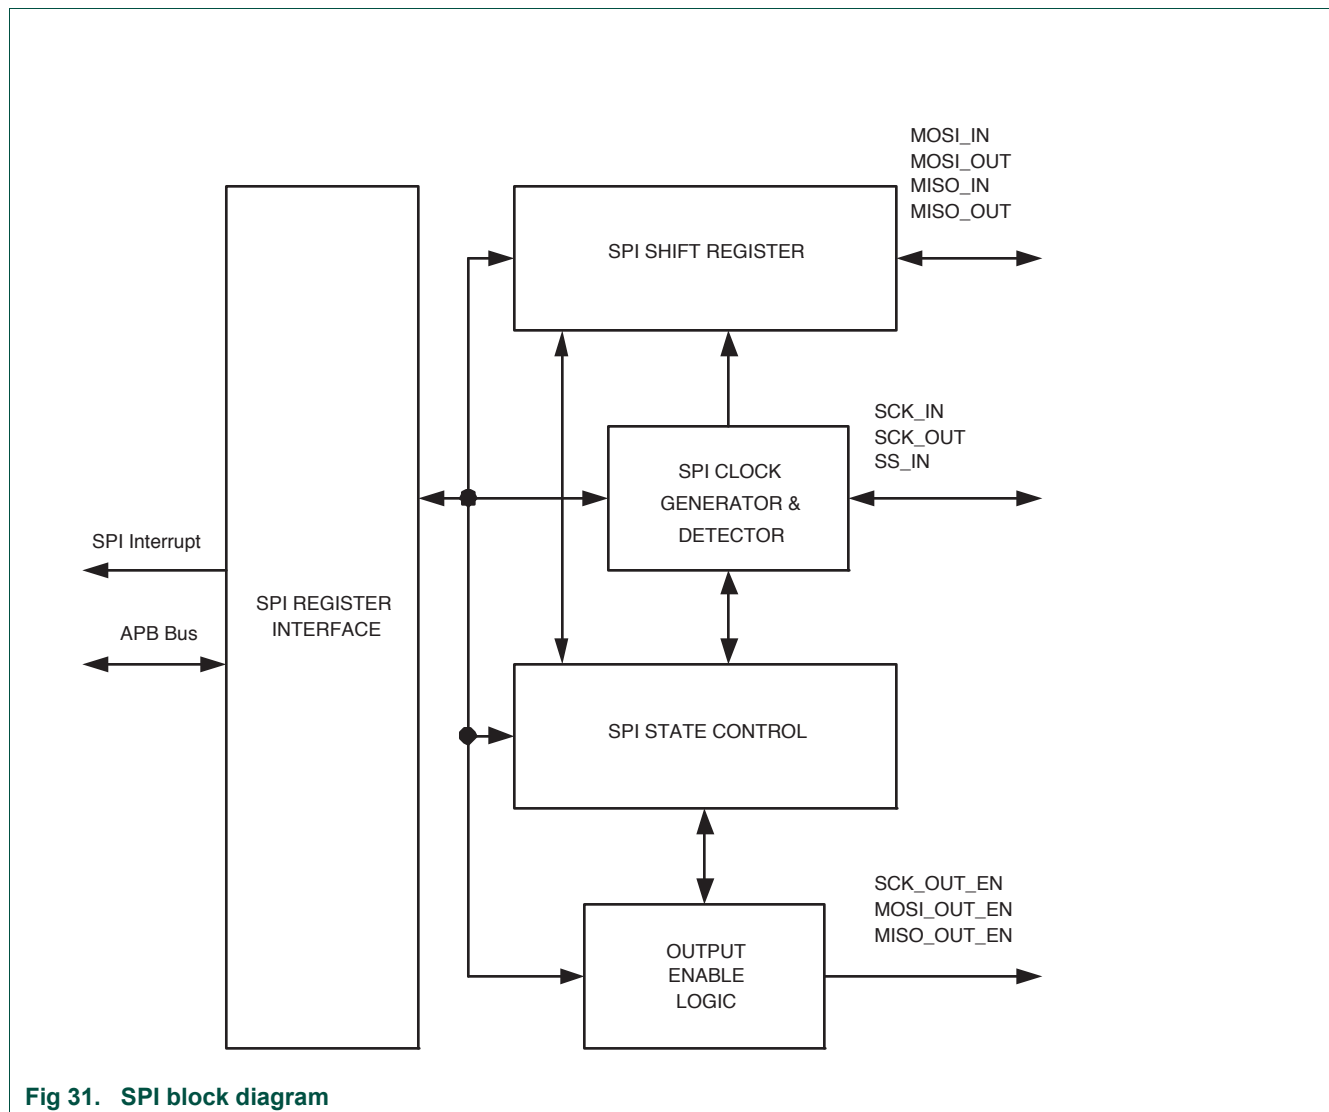 MOSI_IN
MOSI_OUT
MISO_IN
MISO_OUT
SPI SHIFT REGISTER
SCK_IN
SCK_OUT
SS_IN
SPI CLOCK
GENERATOR &
DETECTOR
SPI Interrupt
APB Bus
SPI REGISTER
INTERFACE
SPI STATE CONTROL
SCK_OUT_EN
MOSI_OUT_EN
MISO_OUT_EN
OUTPUT
ENABLE
LOGIC
Fig 31. SPI block diagram